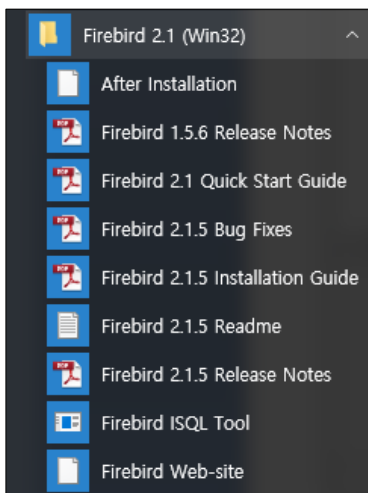 Firebird 2.1 (Win32)
After Installation
Firebird 1.5.6 Release Notes
Firebird 2.1 Quick Start Guide
Firebird 2.1.5 Bug Fixes
Firebird 2.1.5 Installation Guide
Firebird 2.1.5 Readme
Firebird 2.1.5 Release Notes
Firebird ISQL Tool
Firebird Web-site